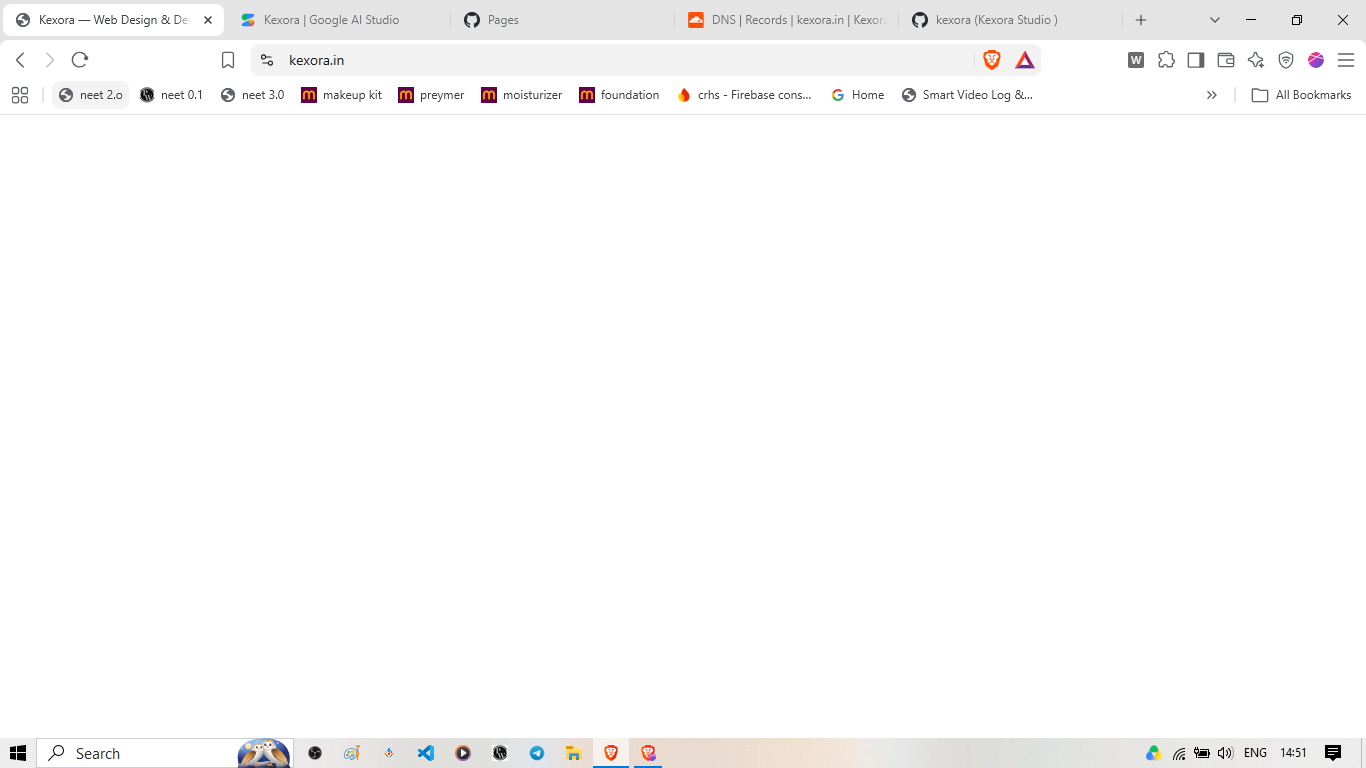 Kexora — Web Design & De
Kexora | Google AI Studio
Pages
DNS | Records | kexora.in | Kexora
kexora (Kexora Studio )
kexora.in
W
neet 2.o
neet 0.1
neet 3.0
makeup kit
preymer
moisturizer
foundation
crhs - Firebase cons...
Home
Smart Video Log &...
All Bookmarks
Search
ENG
14:51